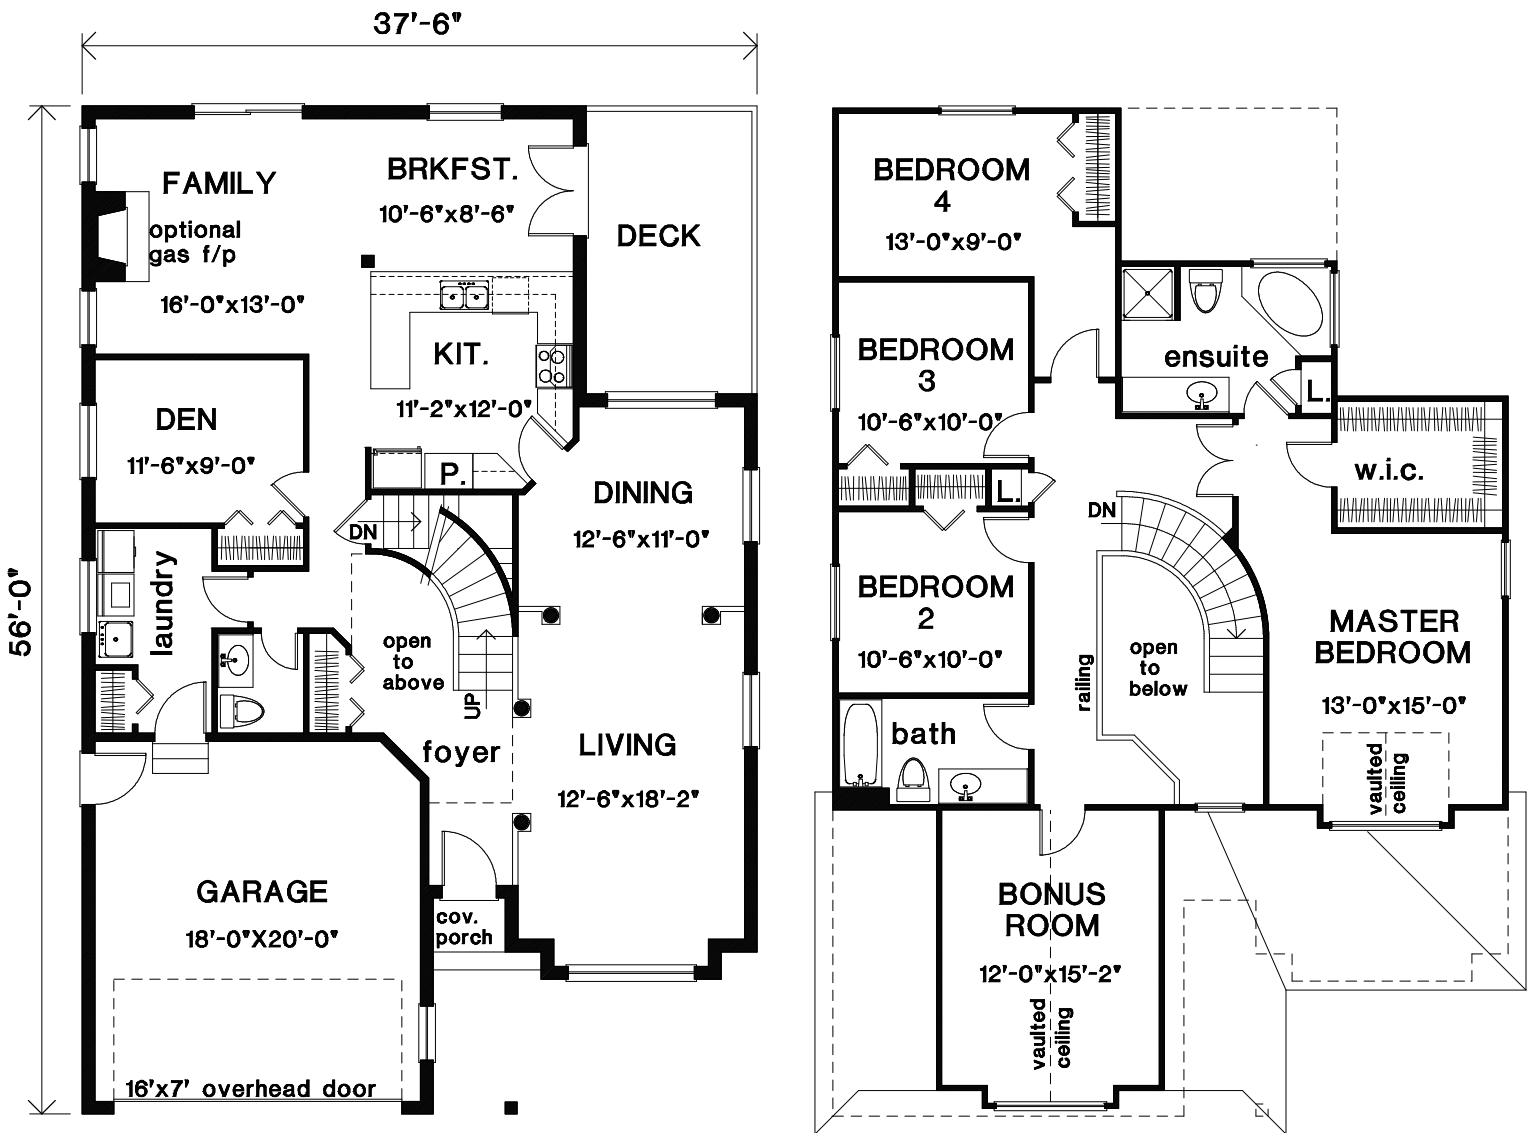 37'-6"
56'-0"
FAMILY
optional
gas f/p
16'-0"x13'-0"
BRKFST.
10'-6"x8'-6"
DECK
KIT.
11'-2"x12'-0"
DEN
11'-6"x9'-0"
P.
DINING
12'-6"x11'-0"
DN
laundry
open
to
above
UP
foyer
LIVING
12'-6"x18'-2"
GARAGE
18'-0"X20'-0"
cov.
porch
16'x7' overhead door
BEDROOM
4
13'-0"x9'-0"
BEDROOM
3
10'-6"x10'-0"
ensuite
L.
w.i.c.
L.
DN
BEDROOM
2
10'-6"x10'-0"
railing
open
to
below
MASTER
BEDROOM
13'-0"x15'-0"
vaulted
ceiling
bath
BONUS
ROOM
12'-0"x15'-2"
vaulted
ceiling